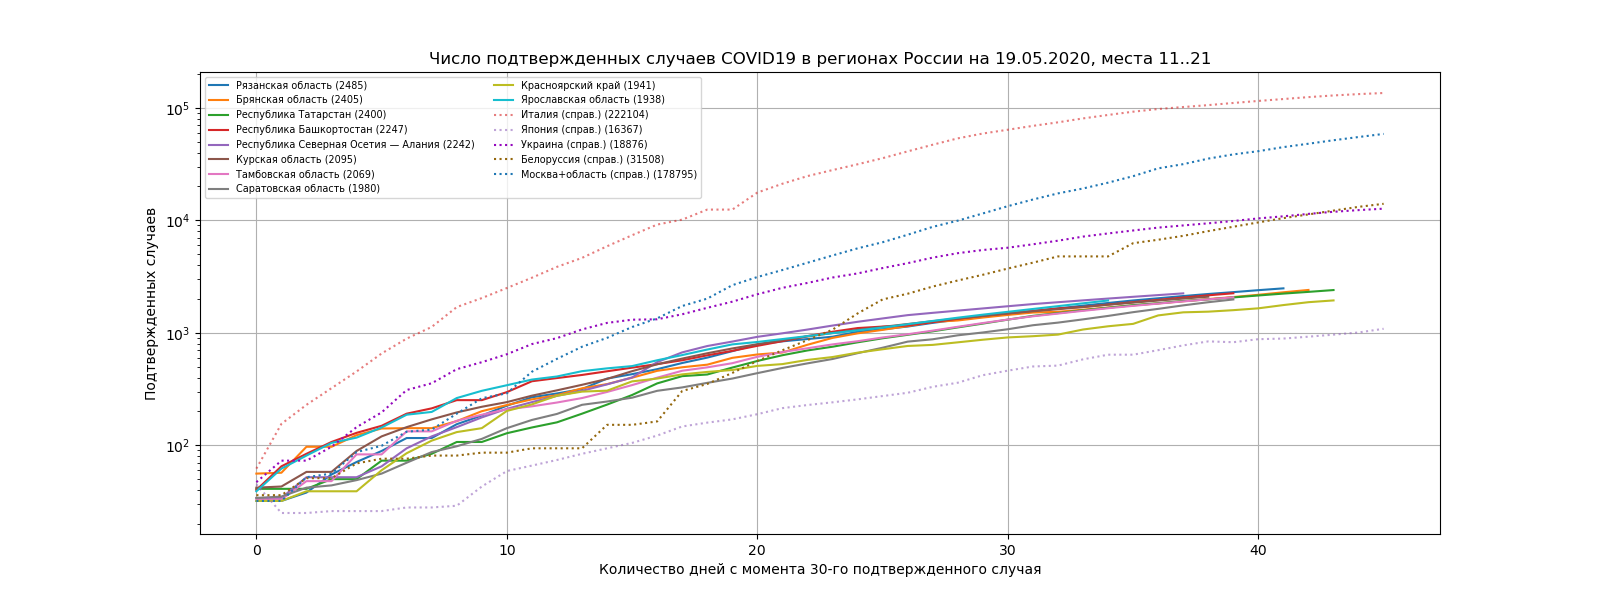 Число подтвержденных случаев COVID19 в регионах России на 19.05.2020, места 11..21
Рязанская область (2485)
Брянская область (2405)
Республика Татарстан (2400)
Республика Башкортостан (2247)
Республика Северная Осетия — Алания (2242)
Курская область (2095)
Тамбовская область (2069)
Саратовская область (1980)
Красноярский край (1941)
Ярославская область (1938)
Италия (справ.) (222104)
Япония (справ.) (16367)
Украина (справ.) (18876)
Белоруссия (справ.) (31508)
Москва+область (справ.) (178795)
Подтвержденных случаев
10⁵
10⁴
10³
10²
0 10 20 30 40
Количество дней с момента 30-го подтвержденного случая